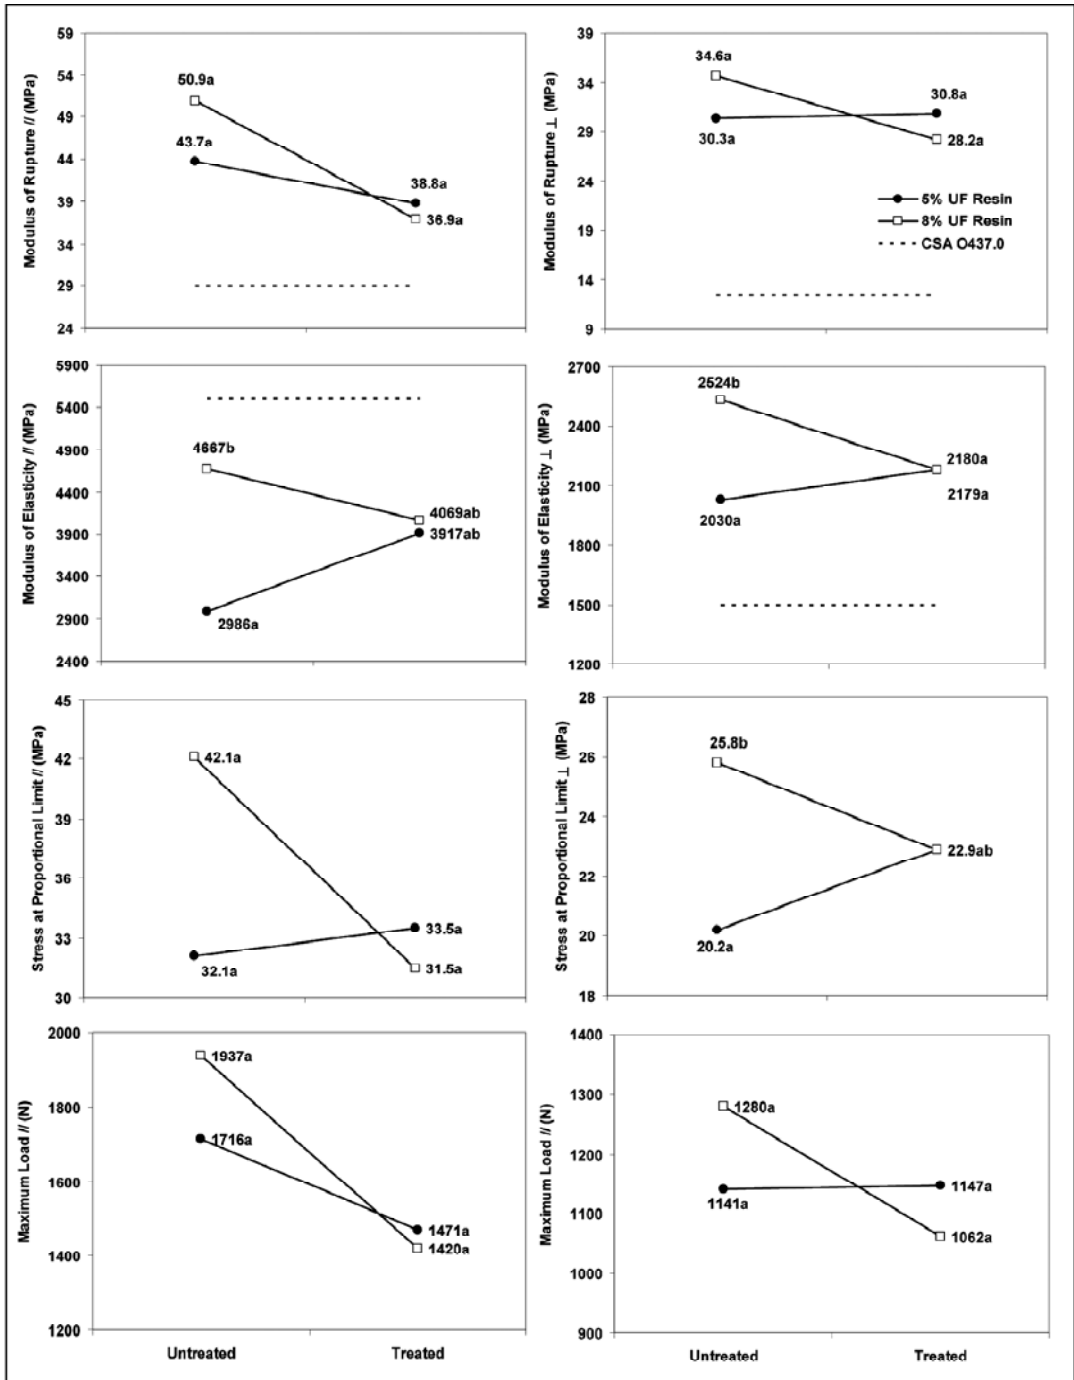 Modulus of Rupture // (MPa)
59
54
49
44
39
34
29
24
50.9a
43.7a
38.8a
36.9a
Modulus of Rupture ⊥ (MPa)
39
34
29
24
19
14
9
34.6a
30.3a
30.8a
28.2a
5% UF Resin
8% UF Resin
CSA O437.0
Modulus of Elasticity // (MPa)
5900
5400
4900
4400
3900
3400
2900
2400
4667b
4069ab
3917ab
2986a
Modulus of Elasticity ⊥ (MPa)
2700
2400
2100
1800
1500
1200
2524b
2180a
2179a
2030a
Stress at Proportional Limit // (MPa)
45
42
39
36
33
30
42.1a
33.5a
32.1a
31.5a
Stress at Proportional Limit ⊥ (MPa)
28
26
24
22
20
18
25.8b
22.9ab
20.2a
Maximum Load // (N)
2000
1800
1600
1400
1200
1937a
1716a
1471a
1420a
Untreated
Treated
Maximum Load // (N)
1400
1300
1200
1100
1000
900
1280a
1141a
1147a
1062a
Untreated
Treated